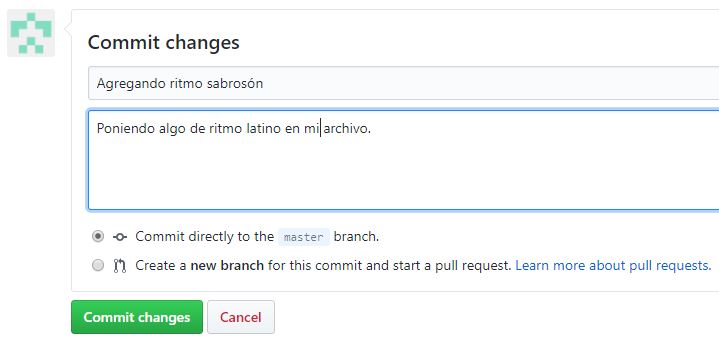 Commit changes
Agregando ritmo sabrosón
Poniendo algo de ritmo latino en mi archivo.
Commit directly to the master branch.
Create a new branch for this commit and start a pull request. Learn more about pull requests.
Commit changes
Cancel